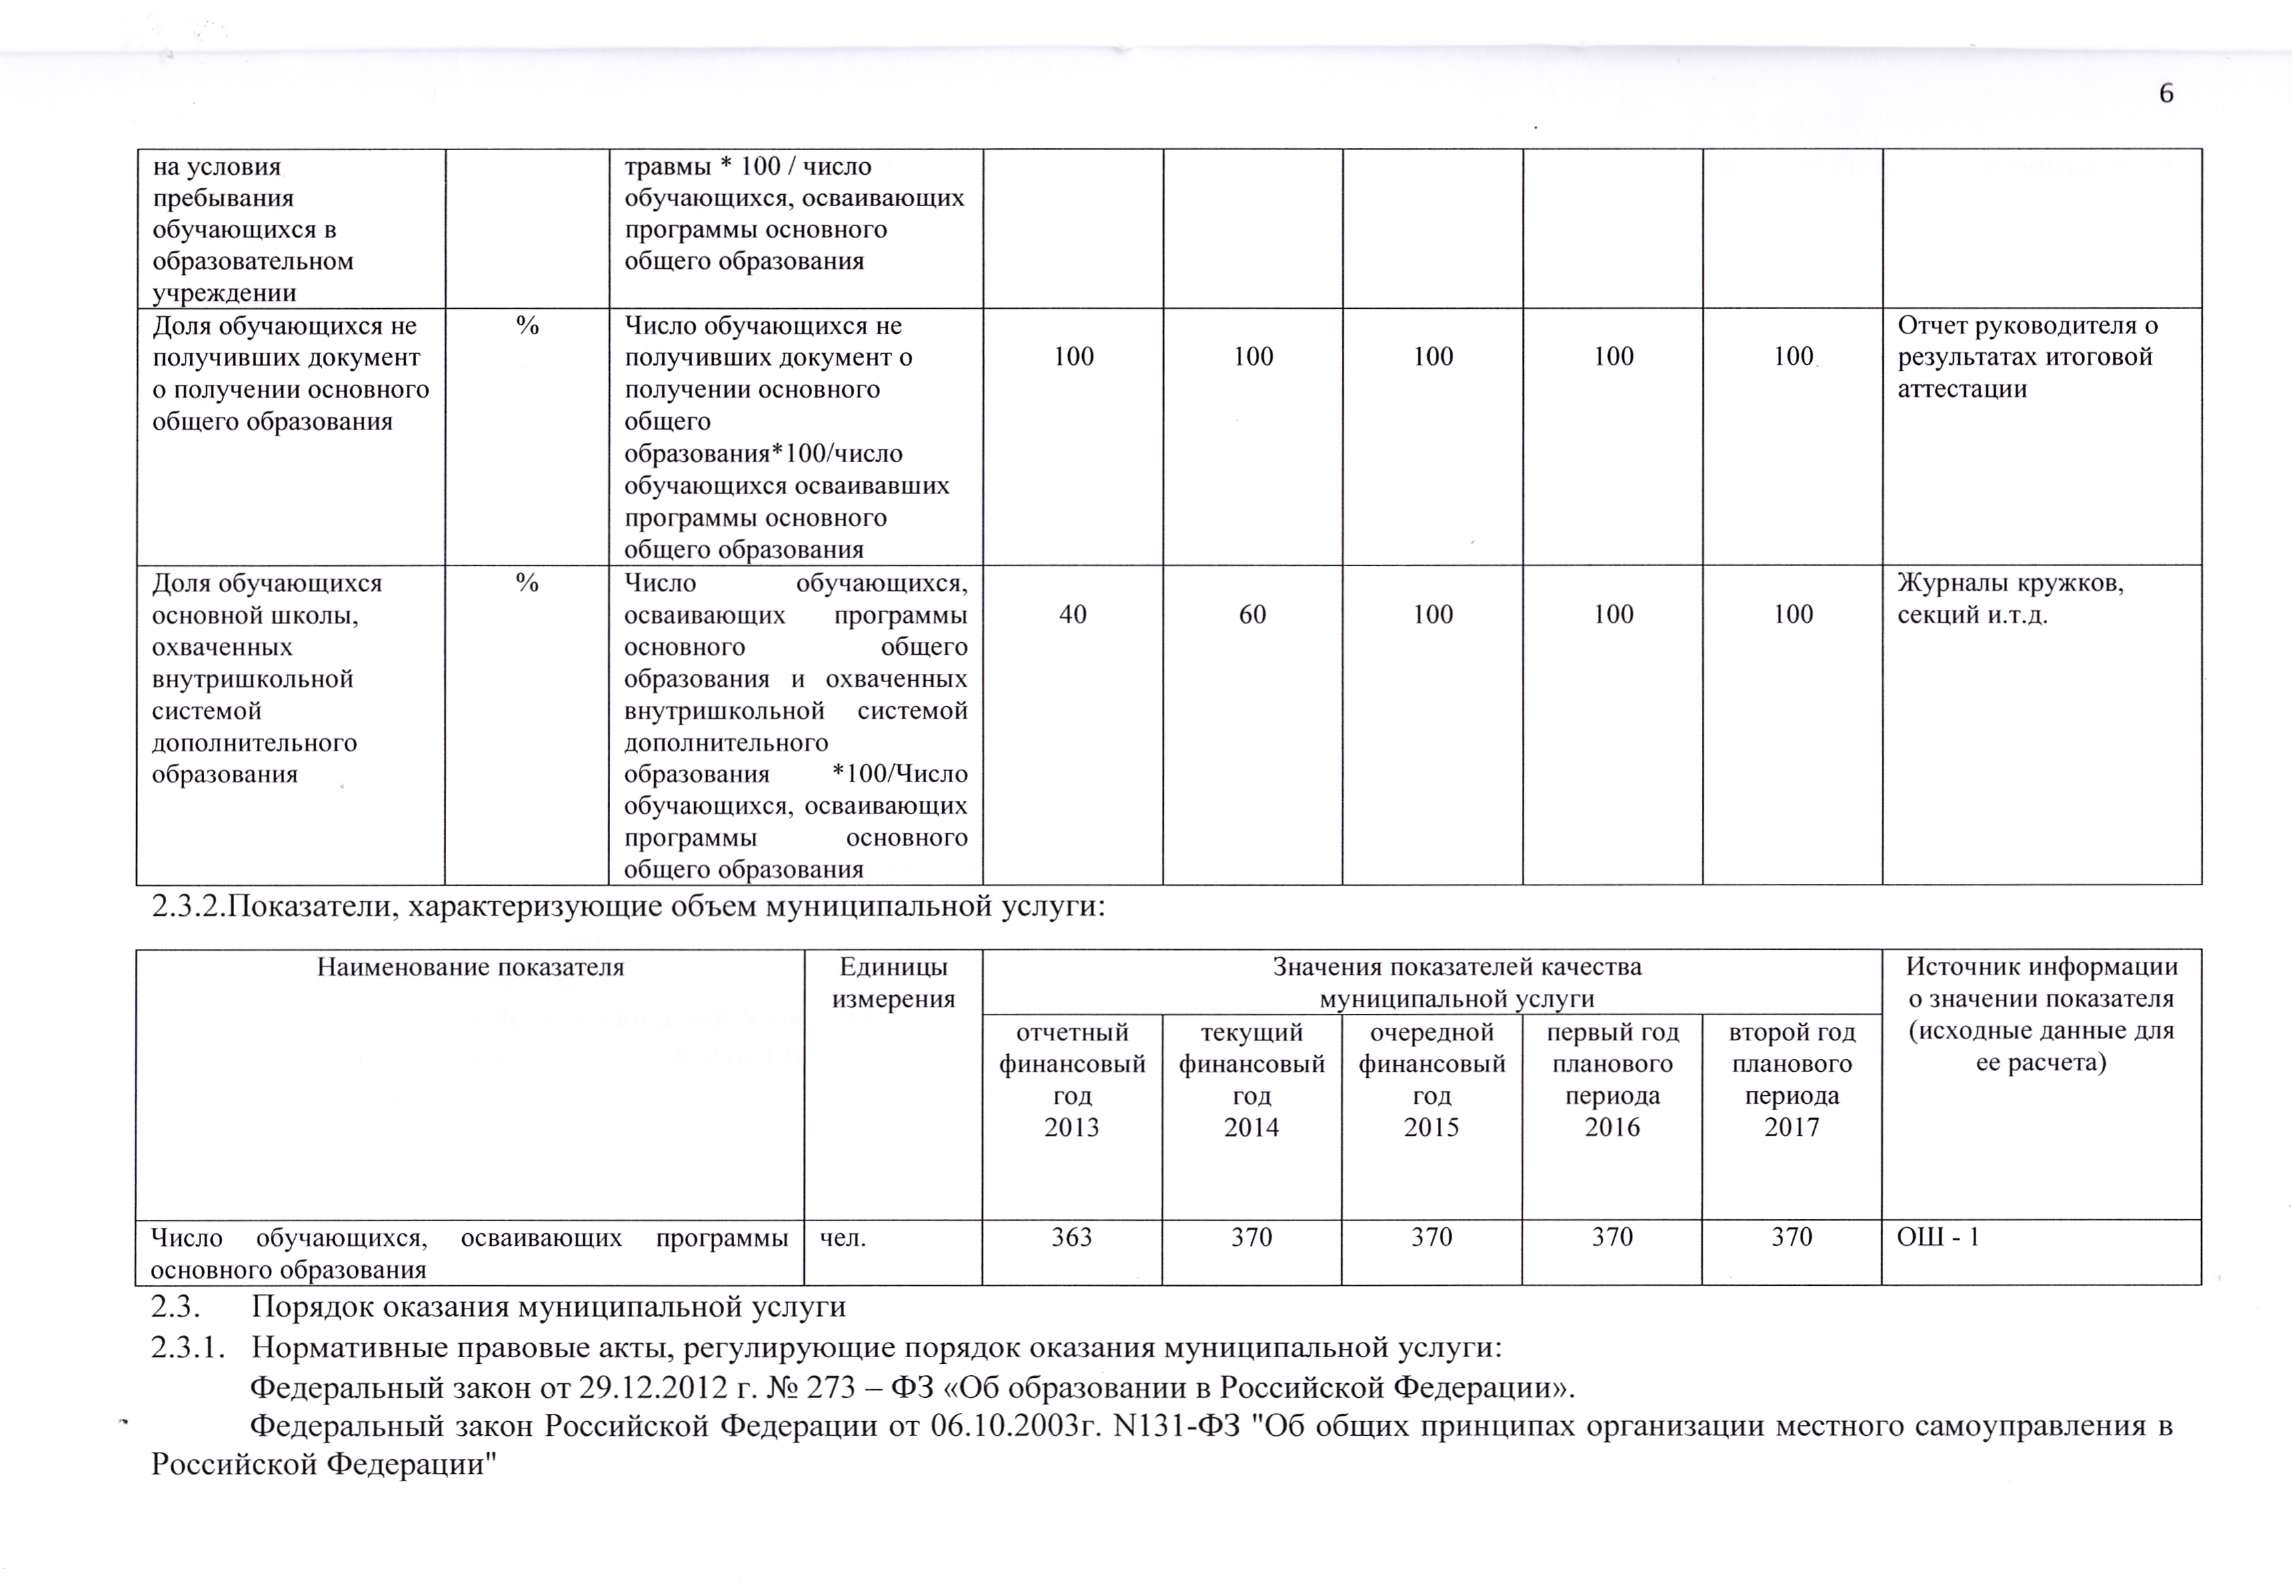 6
на условия
пребывания
обучающихся в
образовательном
учреждении
травмы * 100 / число
обучающихся, осваивающих
программы основного
общего образования
Доля обучающихся не
получивших документ
о получении основного
общего образования
%
Число обучающихся не
получивших документ о
получении основного
общего
образования*100/число
обучающихся осваивавших
программы основного
общего образования
100
100
100
100
100
Отчет руководителя о
результатах итоговой
аттестации
Доля обучающихся
основной школы,
охваченных
внутришкольной
системой
дополнительного
образования
%
Число обучающихся,
осваивающих программы
основного общего
образования и охваченных
внутришкольной системой
дополнительного
образования *100/Число
обучающихся, осваивающих
программы основного
общего образования
40
60
100
100
100
Журналы кружков,
секций и.т.д.
2.3.2.Показатели, характеризующие объем муниципальной услуги:
Наименование показателя
Единицы
измерения
Значения показателей качества
муниципальной услуги
Источник информации
о значении показателя
(исходные данные для
ее расчета)
отчетный
финансовый
год
2013
текущий
финансовый
год
2014
очередной
финансовый
год
2015
первый год
планового
периода
2016
второй год
планового
периода
2017
Число обучающихся, осваивающих программы
основного образования
чел.
363
370
370
370
370
ОШ - 1
2.3. Порядок оказания муниципальной услуги
2.3.1. Нормативные правовые акты, регулирующие порядок оказания муниципальной услуги:
Федеральный закон от 29.12.2012 г. № 273 – ФЗ «Об образовании в Российской Федерации».
Федеральный закон Российской Федерации от 06.10.2003г. N131-ФЗ "Об общих принципах организации местного самоуправления в
Российской Федерации"